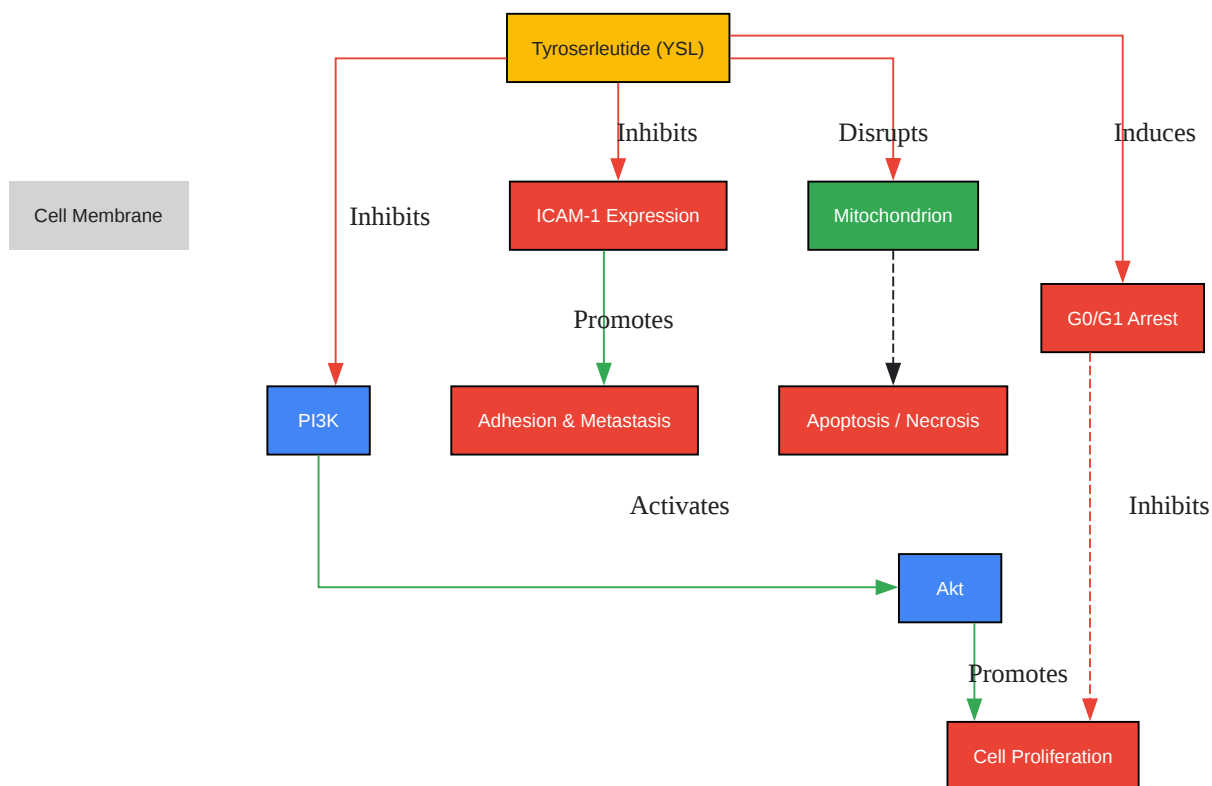 Tyroserleutide (YSL)
Inhibits
Disrupts
Induces
Cell Membrane
Inhibits
ICAM-1 Expression
Mitochondrion
Promotes
G0/G1 Arrest
PI3K
Adhesion & Metastasis
Apoptosis / Necrosis
Activates
Inhibits
Akt
Promotes
Cell Proliferation